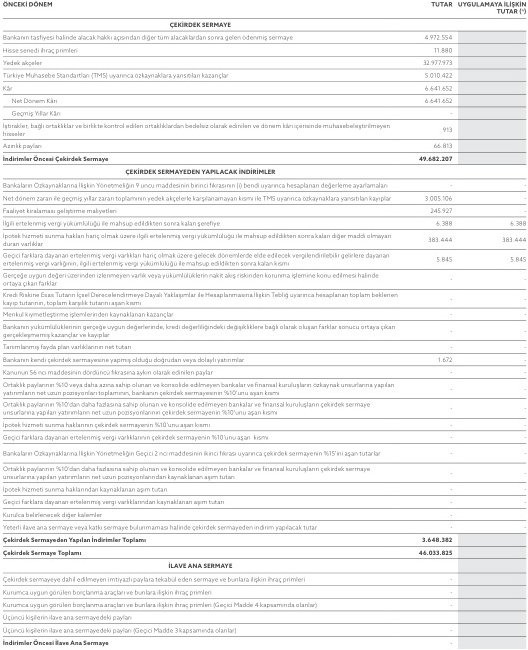 ÖNCEKİ DÖNEM TUTAR UYGULAMAYA İLİŞKİN
TUTAR (*)
ÇEKİRDEK SERMAYE
Bankanın tasfiyesi halinde alacak hakkı açısından diğer tüm alacaklardan sonra gelen ödenmiş sermaye 4.972.554
Hisse senedi ihraç primleri 11.880
Yedek akçeler 32.977.973
Türkiye Muhasebe Standartları (TMS) uyarınca özkaynaklara yansıtılan kazançlar 5.010.422
Kâr 6.641.652
Net Dönem Kârı 6.641.652
Geçmiş Yıllar Kârı -
İştirakler, bağlı ortaklıklar ve birlikte kontrol edilen ortaklıklardan bedelsiz olarak edinilen ve dönem kârı içerisinde muhasebeleştirilmeyen
hisseler 913
Azınlık payları 66.813
İndirimler Öncesi Çekirdek Sermaye 49.682.207
ÇEKİRDEK SERMAYEDEN YAPILACAK İNDİRİMLER
Bankaların Özkaynaklarına İlişkin Yönetmeliğin 9 uncu maddesinin birinci fıkrasının (i) bendi uyarınca hesaplanan değerleme ayarlamaları - -
Net dönem zararı ile geçmiş yıllar zararı toplamının yedek akçelerle karşılanamayan kısmı ile TMS uyarınca özkaynaklara yansıtılan kayıplar 3.005.106 -
Faaliyet kiralaması geliştirme maliyetleri 245.927 -
İlgili ertelenmiş vergi yükümlülüğü ile mahsup edildikten sonra kalan şerefiye 6.388 6.388
İpotek hizmeti sunma hakları hariç olmak üzere ilgili ertelenmiş vergi yükümlülüğü ile mahsup edildikten sonra kalan diğer maddi olmayan
duran varlıklar 383.444 383.444
Geçici farklara dayanan ertelenmiş vergi varlıkları hariç olmak üzere gelecek dönemlerde elde edilecek vergilendirilebilir gelirlere dayanan
ertelenmiş vergi varlığının, ilgili ertelenmiş vergi yükümlülüğü ile mahsup edildikten sonra kalan kısmı 5.845 5.845
Gerçeğe uygun değeri üzerinden izlenmeyen varlık veya yükümlülüklerin nakit akış riskinden korunma işlemine konu edilmesi halinde
ortaya çıkan farklar - -
Kredi Riskine Esas Tutarın İçsel Derecelendirmeye Dayalı Yaklaşımlar ile Hesaplanmasına İlişkin Tebliğ uyarınca hesaplanan toplam beklenen
kayıp tutarının, toplam karşılık tutarını aşan kısmı - -
Menkul kıymetleştirme işlemlerinden kaynaklanan kazançlar - -
Bankanın yükümlülüklerinin gerçeğe uygun değerlerinde, kredi değerliliğindeki değişikliklere bağlı olarak oluşan farklar sonucu ortaya çıkan
gerçekleşmemiş kazançlar ve kayıplar - -
Tanımlanmış fayda plan varlıklarının net tutarı - -
Bankanın kendi çekirdek sermayesine yapmış olduğu doğrudan veya dolaylı yatırımlar 1.672 -
Kanunun 56 ncı maddesinin dördüncü fıkrasına aykırı olarak edinilen paylar - -
Ortaklık paylarının %10 veya daha azına sahip olunan ve konsolide edilmeyen bankalar ve finansal kuruluşların özkaynak unsurlarına yapılan
yatırımların net uzun pozisyonları toplamının, bankanın çekirdek sermayesinin %10'unu aşan kısmı - -
Ortaklık paylarının %10'dan daha fazlasına sahip olunan ve konsolide edilmeyen bankalar ve finansal kuruluşların çekirdek sermaye
unsurlarına yapılan yatırımların net uzun pozisyonlarının çekirdek sermayenin %10'unu aşan kısmı - -
İpotek hizmeti sunma haklarının çekirdek sermayenin %10'unu aşan kısmı - -
Geçici farklara dayanan ertelenmiş vergi varlıklarının çekirdek sermayenin %10'unu aşan kısmı - -
Bankaların Özkaynaklarına İlişkin Yönetmeliğin Geçici 2 nci maddesinin ikinci fıkrası uyarınca çekirdek sermayenin %15'ini aşan tutarlar - -
Ortaklık paylarının %10'dan daha fazlasına sahip olunan ve konsolide edilmeyen bankalar ve finansal kuruluşların çekirdek sermaye
unsurlarına yapılan yatırımların net uzun pozisyonlarından kaynaklanan aşım tutarı - -
İpotek hizmeti sunma haklarından kaynaklanan aşım tutarı - -
Geçici farklara dayanan ertelenmiş vergi varlıklarından kaynaklanan aşım tutarı - -
Kurulca belirlenecek diğer kalemler - -
Yeterli ilave ana sermaye veya katkı sermaye bulunmaması halinde çekirdek sermayeden indirim yapılacak tutar - -
Çekirdek Sermayeden Yapılan İndirimler Toplamı 3.648.382
Çekirdek Sermaye Toplamı 46.033.825
İLAVE ANA SERMAYE
Çekirdek sermayeye dahil edilmeyen imtiyazlı paylara tekabül eden sermaye ve bunlara ilişkin ihraç primleri -
Kurumca uygun görülen borçlanma araçları ve bunlara ilişkin ihraç primleri -
Kurumca uygun görülen borçlanma araçları ve bunlara ilişkin ihraç primleri (Geçici Madde 4 kapsamında olanlar) -
Üçüncü kişilerin ilave ana sermayedeki payları -
Üçüncü kişilerin ilave ana sermayedeki payları (Geçici Madde 3 kapsamında olanlar) -
İndirimler Öncesi İlave Ana Sermaye -